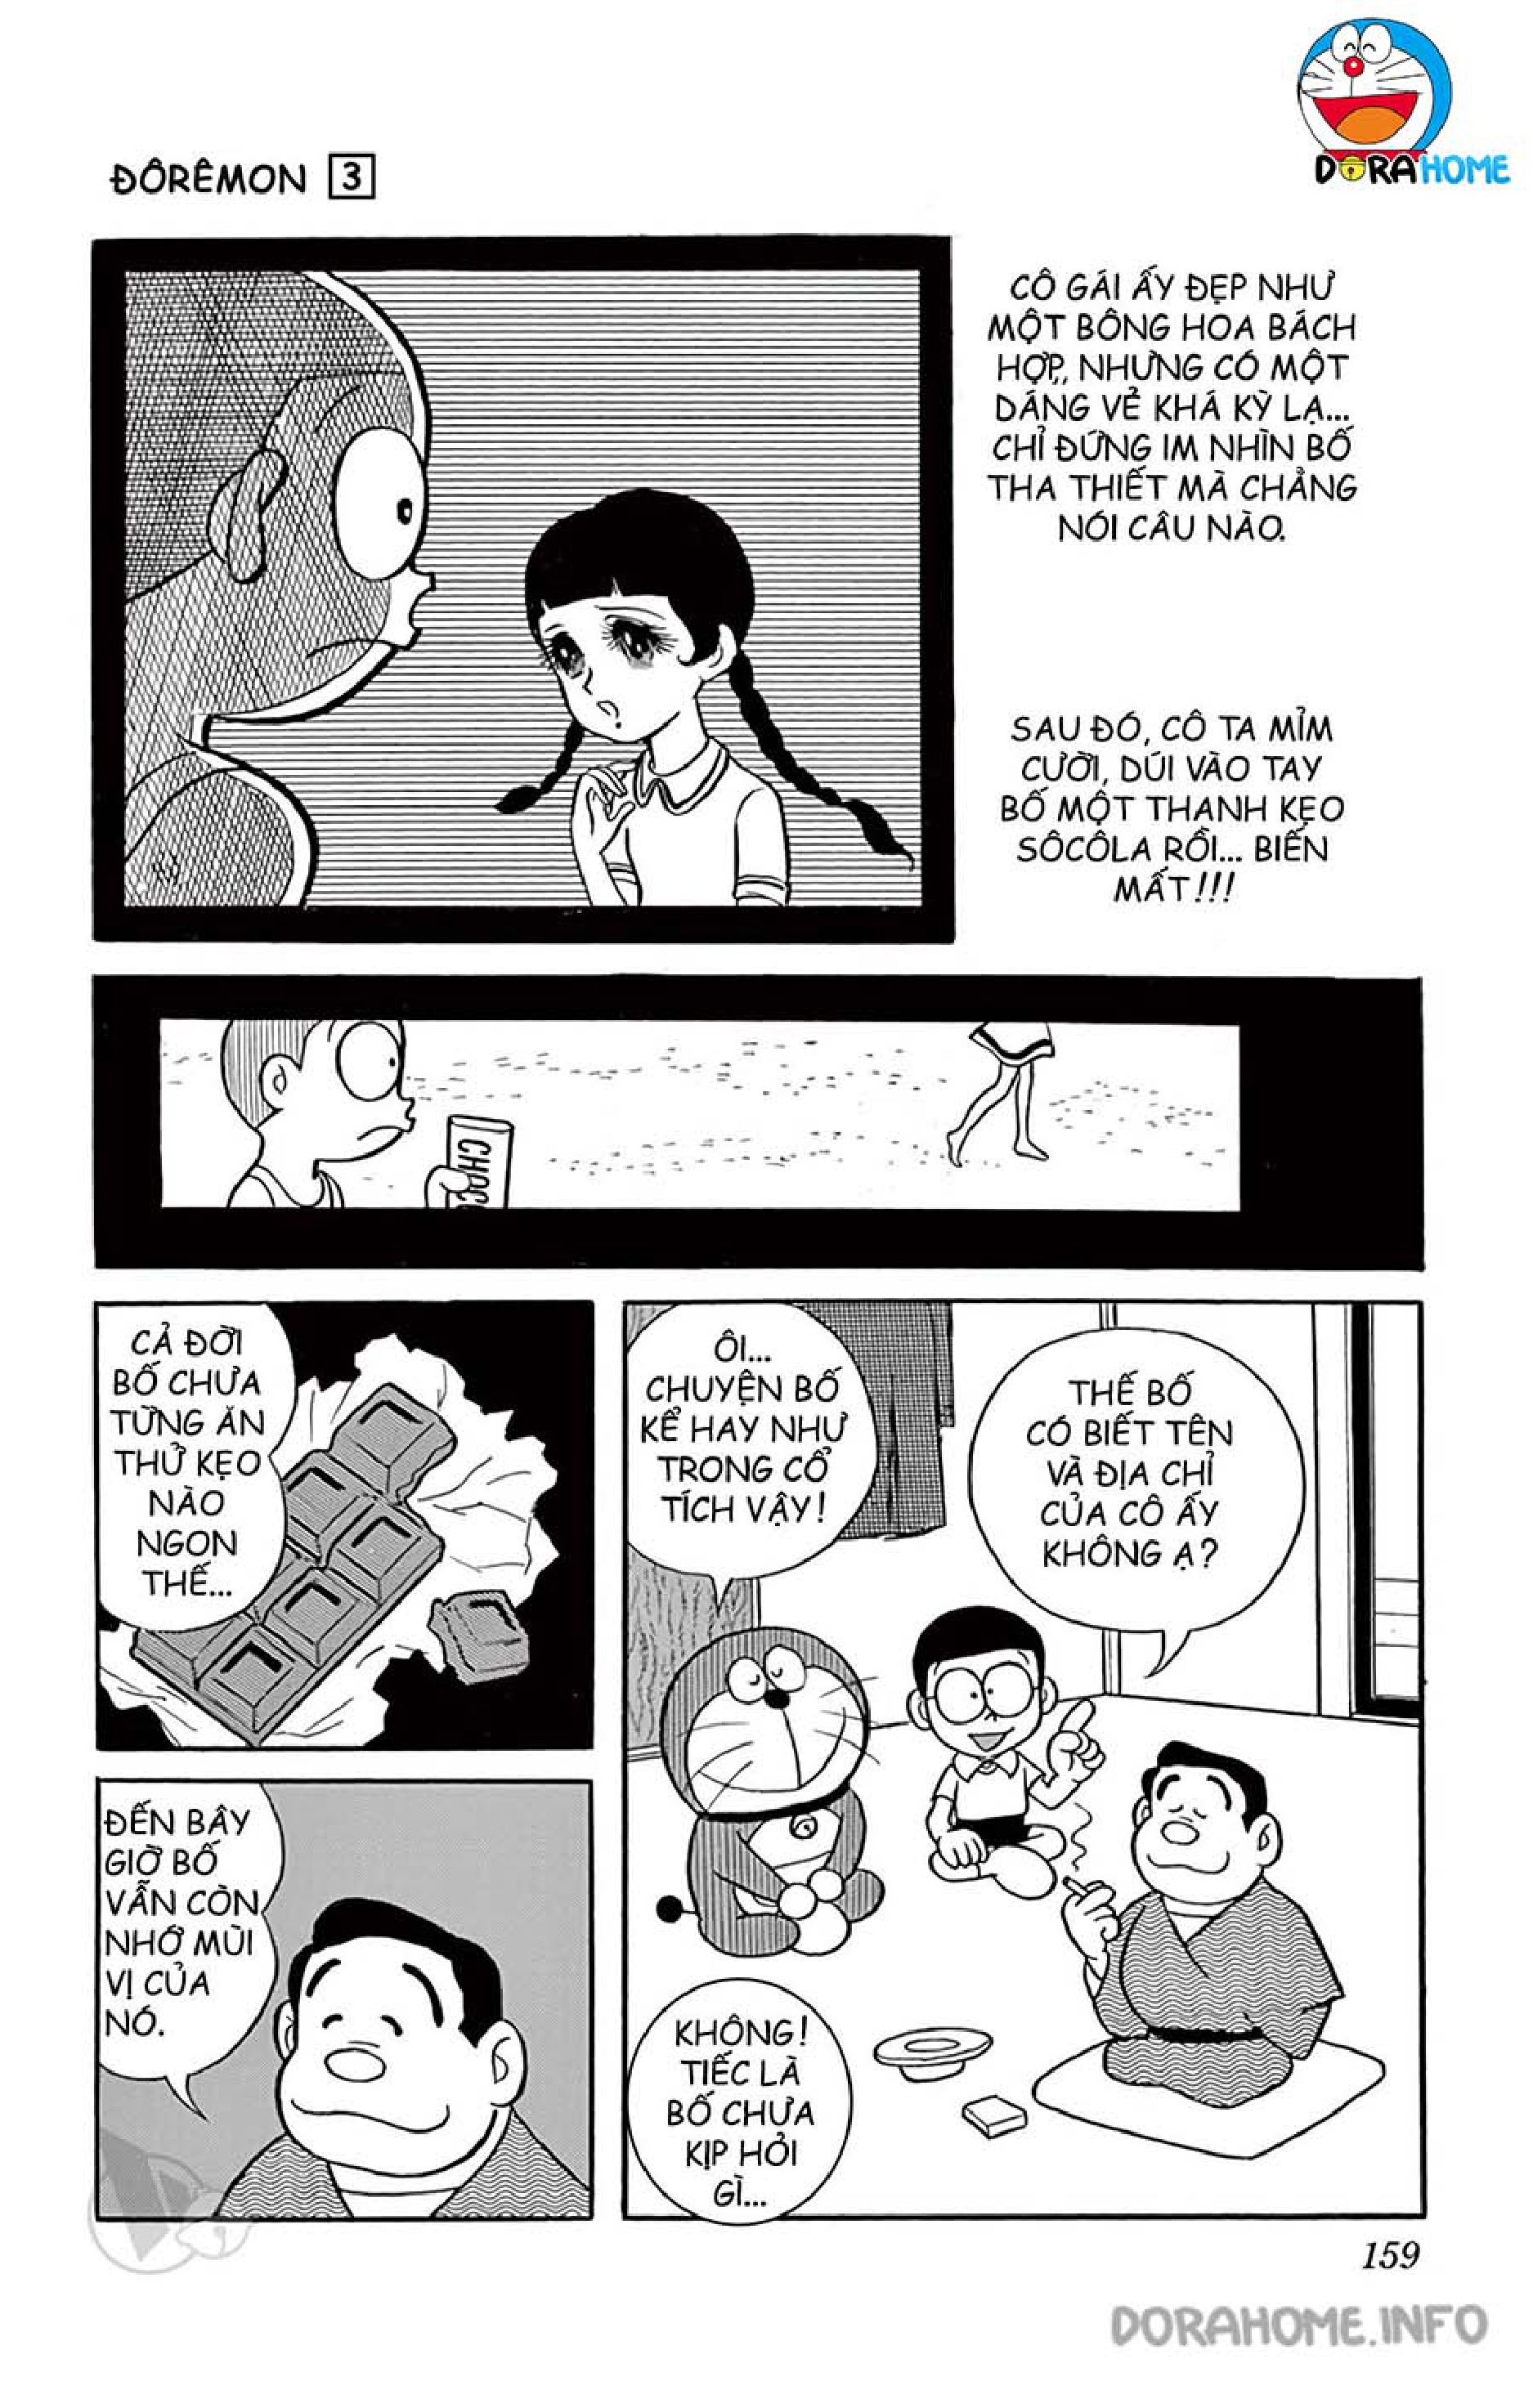 DORAHOME
ĐÔRÊMON 3
CÔ GÁI ẤY ĐẸP NHƯ
MỘT BÔNG HOA BÁCH
HỢP,, NHƯNG CÓ MỘT
DÁNG VẺ KHÁ KỲ LẠ...
CHỈ ĐỨNG IM NHÌN BỐ
THA THIẾT MÀ CHẲNG
NÓI CÂU NÀO.
SAU ĐÓ, CÔ TA MỈM
CƯỜI, DÚI VÀO TAY
BỐ MỘT THANH KẸO
SÔCÔLA RỒI... BIẾN
MẤT!!!
CHOCO
CẢ ĐỜI
BỐ CHƯA
TỪNG ĂN
THỬ KẸO
NÀO
NGON
THẾ...
ĐẾN BÂY
GIỜ BỐ
VẪN CÒN
NHỚ MÙI
VỊ CỦA
NÓ.
ÔI...
CHUYỆN BỐ
KỂ HAY NHƯ
TRONG CỔ
TÍCH VẬY!
THẾ BỐ
CÓ BIẾT TÊN
VÀ ĐỊA CHỈ
CỦA CÔ ẤY
KHÔNG Ạ?
KHÔNG!
TIẾC LÀ
BỐ CHƯA
KỊP HỎI
GÌ...
159
DORAHOME.INFO